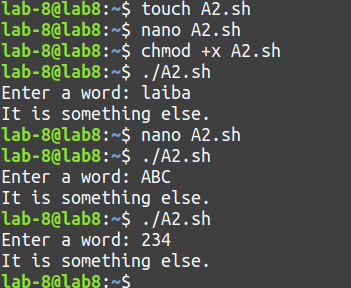 lab-8@lab8:~$ touch A2.sh
lab-8@lab8:~$ nano A2.sh
lab-8@lab8:~$ chmod +x A2.sh
lab-8@lab8:~$ ./A2.sh
Enter a word: laiba
It is something else.
lab-8@lab8:~$ nano A2.sh
lab-8@lab8:~$ ./A2.sh
Enter a word: ABC
It is something else.
lab-8@lab8:~$ ./A2.sh
Enter a word: 234
It is something else.
lab-8@lab8:~$